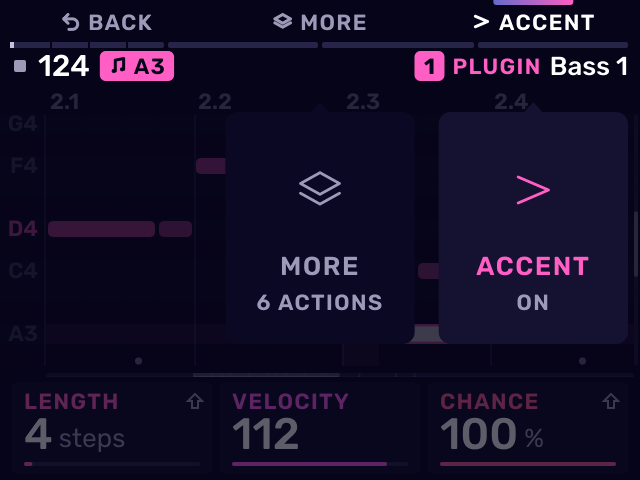 BACK MORE > ACCENT
124 A3 1 PLUGIN Bass 1
2.1 2.2 2.3 2.4
G4
F4
D4
C4
A3
MORE
6 ACTIONS
ACCENT
ON
LENGTH
4 steps
VELOCITY
112
CHANCE
100 %